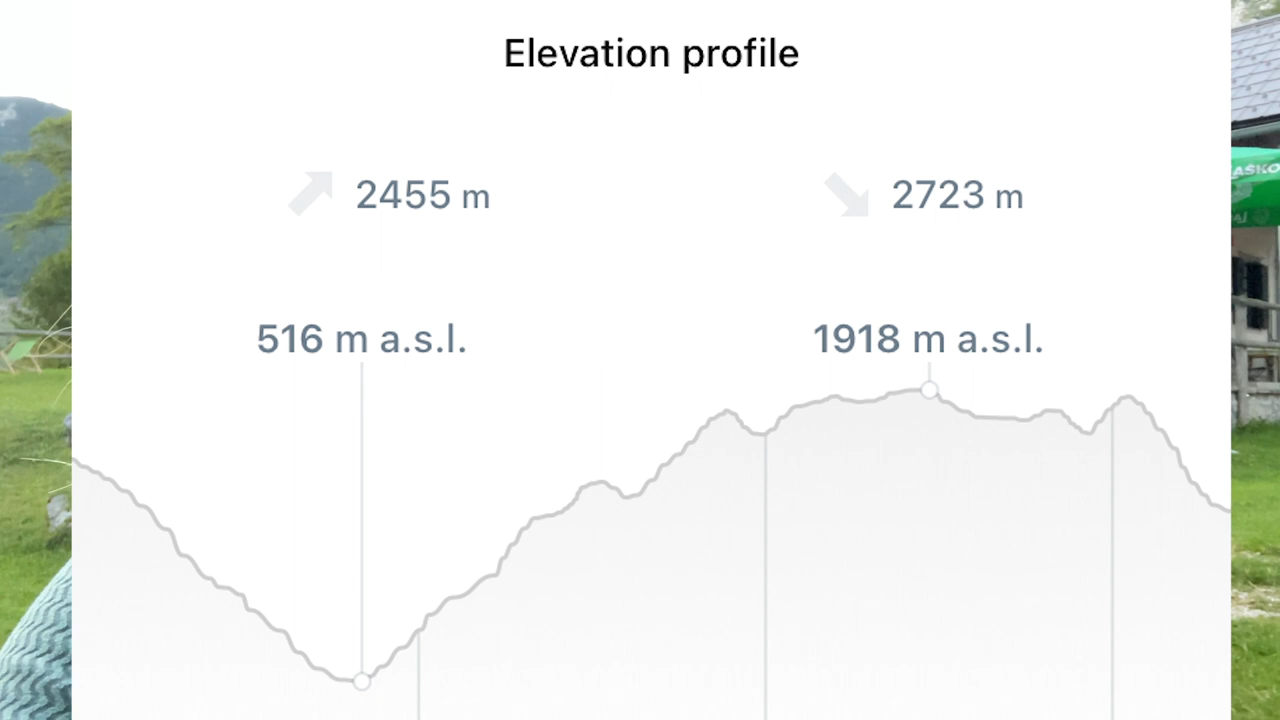 Elevation profile
2455 m
2723 m
516 m a.s.l.
1918 m a.s.l.